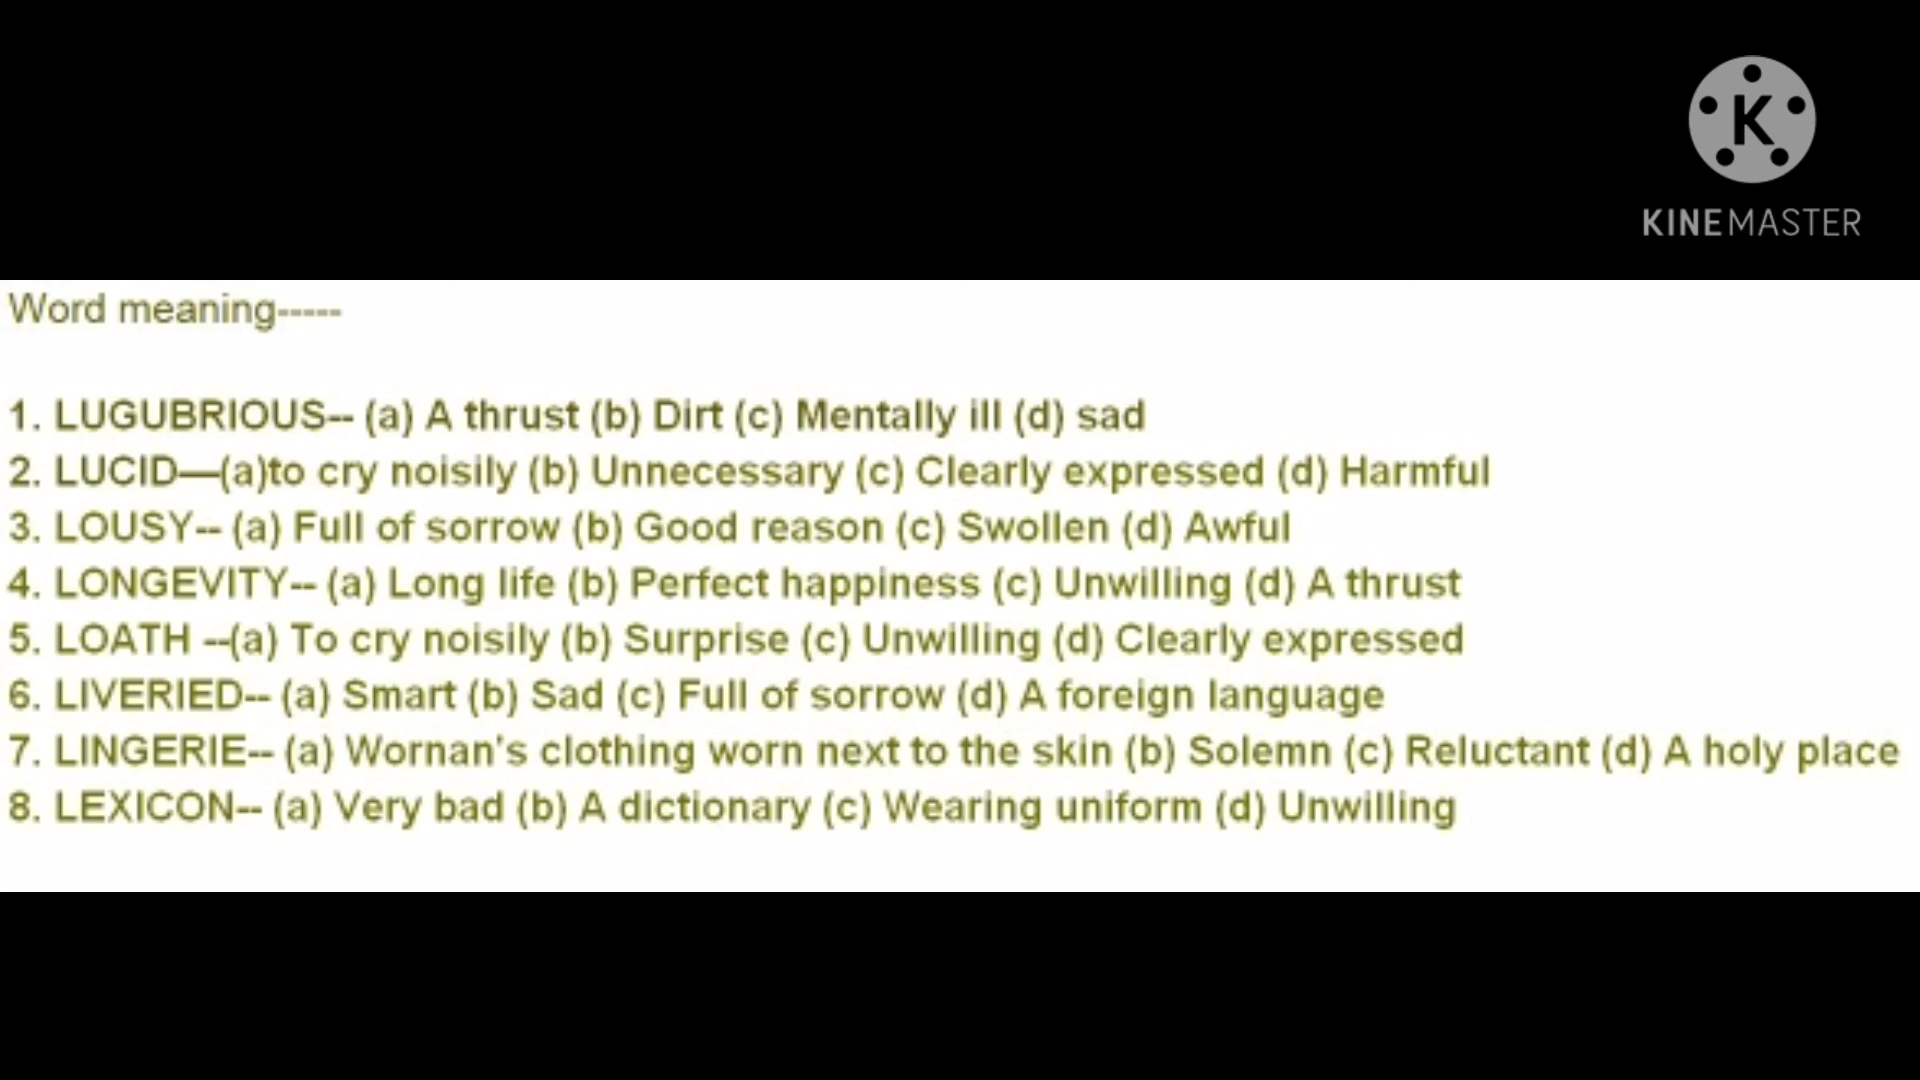 K
KINEMASTER
Word meaning-----
1. LUGUBRIOUS-- (a) A thrust (b) Dirt (c) Mentally ill (d) sad
2. LUCID—(a)to cry noisily (b) Unnecessary (c) Clearly expressed (d) Harmful
3. LOUSY-- (a) Full of sorrow (b) Good reason (c) Swollen (d) Awful
4. LONGEVITY-- (a) Long life (b) Perfect happiness (c) Unwilling (d) A thrust
5. LOATH --(a) To cry noisily (b) Surprise (c) Unwilling (d) Clearly expressed
6. LIVERIED-- (a) Smart (b) Sad (c) Full of sorrow (d) A foreign language
7. LINGERIE-- (a) Wornan's clothing worn next to the skin (b) Solemn (c) Reluctant (d) A holy place
8. LEXICON-- (a) Very bad (b) A dictionary (c) Wearing uniform (d) Unwilling